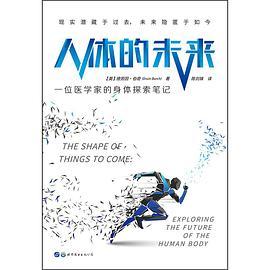 现实潜藏于过去，未来隐匿于如今
人体的未来
一位医学家的身体探索笔记
THE SHAPE OF
THINGS TO COME:
EXPLORING
THE FUTURE OF
THE HUMAN BODY